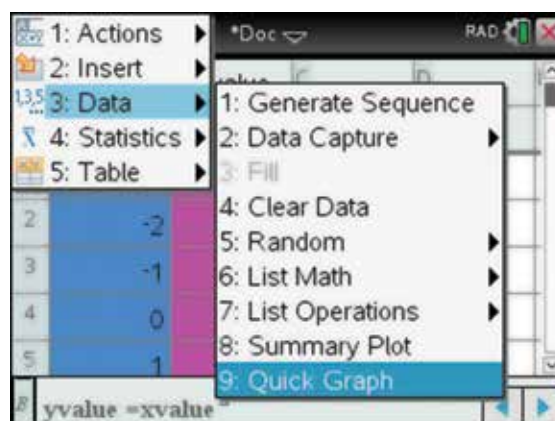 1: Actions
*Doc
RAD
2: Insert
3: Data
4: Statistics
5: Table
1: Generate Sequence
2: Data Capture
3: Fill
4: Clear Data
5: Random
6: List Math
7: List Operations
8: Summary Plot
9: Quick Graph
2
-2
3
-1
4
0
5
1
B
yvalue =xvalue